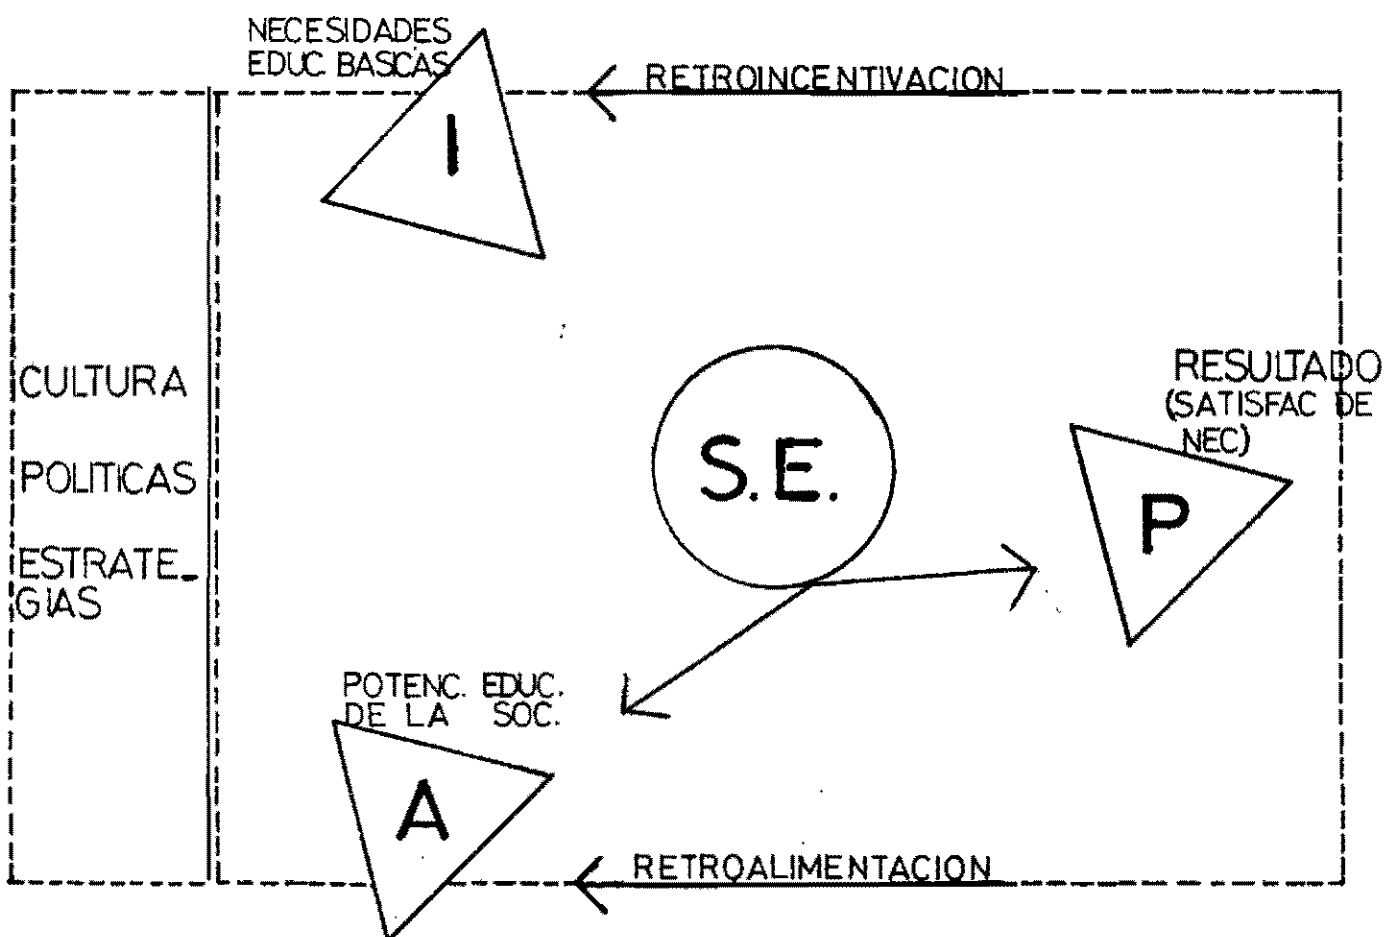 NECESIDADES
EDUC. BASICAS
I
RETROINCENTIVACION
CULTURA
POLITICAS
ESTRATE_
GIAS
S.E.
RESULTADO
(SATISFAC DE
NEC)
P
POTENC. EDUC.
DE LA SOC.
A
RETROALIMENTACION